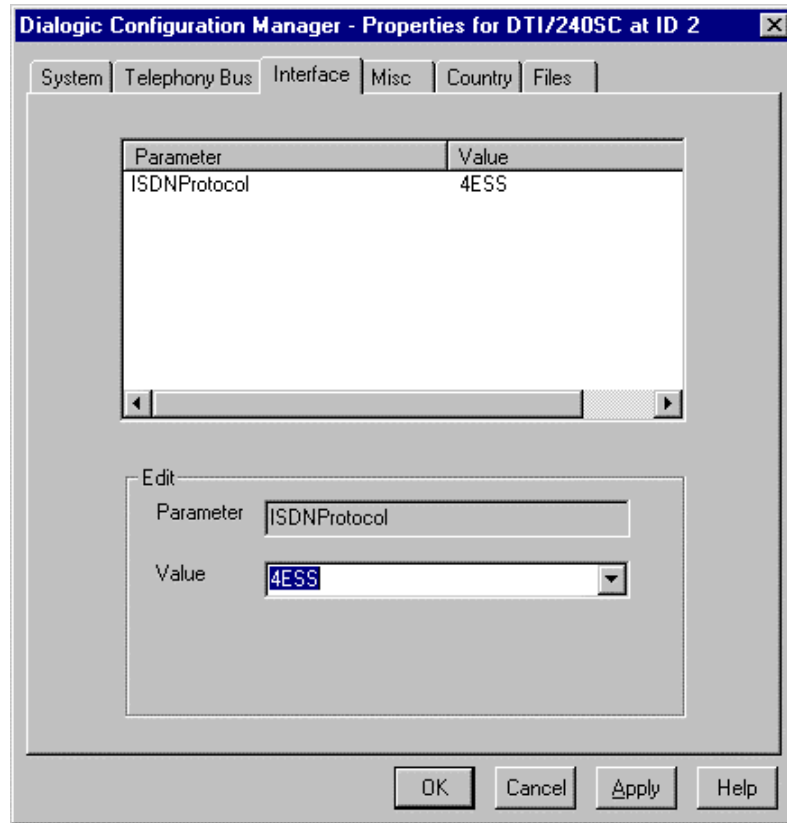 Dialogic Configuration Manager - Properties for DTI/240SC at ID 2
System Telephony Bus Interface Misc Country Files
Parameter Value
ISDNProtocol 4ESS
Edit
Parameter ISDNProtocol
Value 4ESS
OK Cancel Apply Help